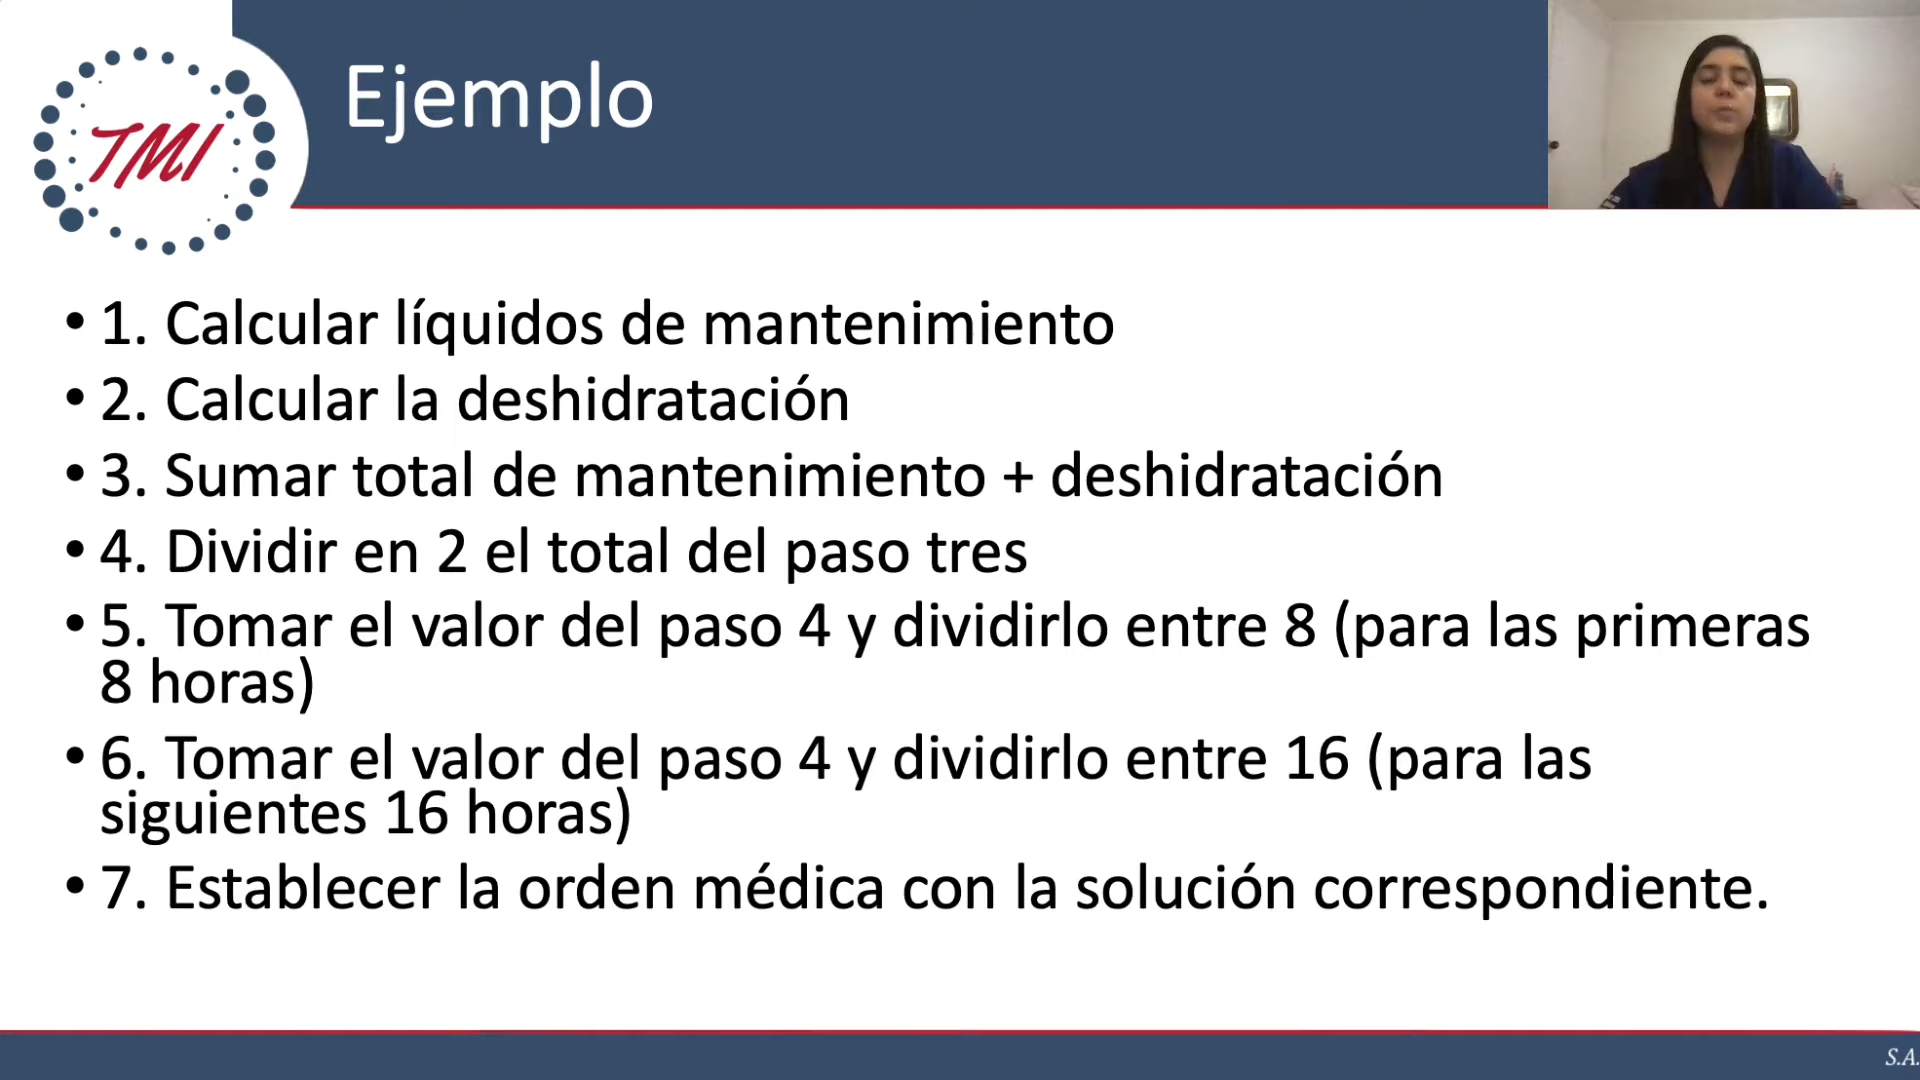 TMI
Ejemplo
• 1. Calcular líquidos de mantenimiento
• 2. Calcular la deshidratación
• 3. Sumar total de mantenimiento + deshidratación
• 4. Dividir en 2 el total del paso tres
• 5. Tomar el valor del paso 4 y dividirlo entre 8 (para las primeras
8 horas)
• 6. Tomar el valor del paso 4 y dividirlo entre 16 (para las
siguientes 16 horas)
• 7. Establecer la orden médica con la solución correspondiente.
S.A.